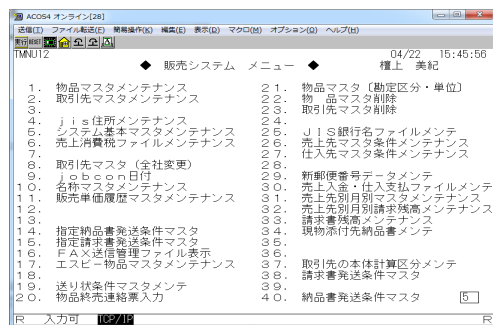 ACOS4 オンライン[28]
送信(T) ファイル転送(F) 簡易操作(K) 編集(E) 表示(D) マクロ(M) オプション(O) ヘルプ(H)
実行 RESET
TMNU12 04/22 15:45:56
◆ 販売システム メニュー ◆ 檀上 美紀
1. 物品マスタメンテナンス 21. 物品マスタ〔勘定区分・単位〕
2. 取引先マスタメンテナンス 22. 物 品マスタ削除
3. 23. 取引先マスタ削除
4. jis住所メンテナンス 24.
5. システム基本マスタメンテナンス 25. JIS銀行名ファイルメンテ
6. 売上消費税ファイルメンテナンス 26. 売上先マスタ条件メンテナンス
7. 27. 仕入先マスタ条件メンテナンス
8. 取引先マスタ(全社変更) 28.
9. jobcon日付 29. 新郵便番号データメンテ
10. 名称マスタメンテナンス 30. 売上入金・仕入支払ファイルメンテ
11. 販売単価履歴マスタメンテナンス 31. 売上先別月別マスタメンテナンス
12. 32. 売上先別月別請求残高メンテナンス
13. 33. 請求書残高メンテナンス
14. 指定納品書発送条件マスタ 34. 現物添付先納品書メンテ
15. 指定請求書発送条件マスタ 35.
16. FAX送信管理ファイル表示 36.
17. エスビー物品マスタメンテナンス 37. 取引先の本体計算区分メンテ
18. 38. 請求書発送条件マスタ
19. 送り状条件マスタメンテ 39.
20. 物品終売連絡票入力 40. 納品書発送条件マスタ 5
R 入力可 TCP/IP R